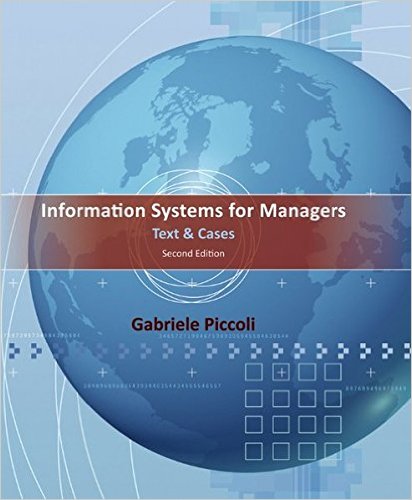 Information Systems for Managers
Text & Cases
Second Edition
Gabriele Piccoli